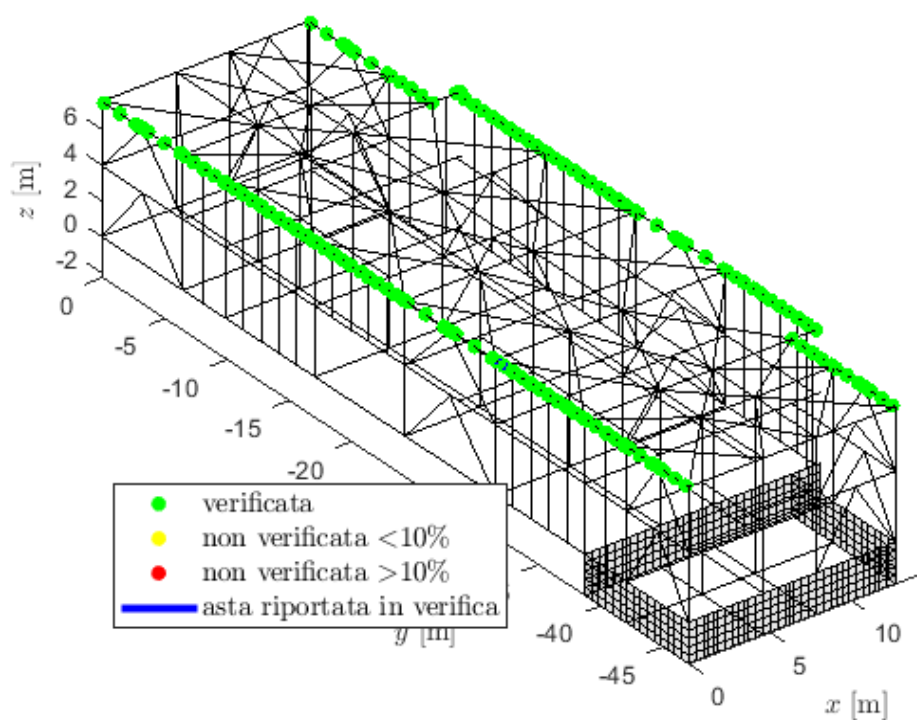 6
4
2
0
-2
z [m]
0
-5
-10
-15
-20
-40
-45
y [m]
0
5
10
x [m]
verificata
non verificata <10%
non verificata >10%
asta riportata in verifica